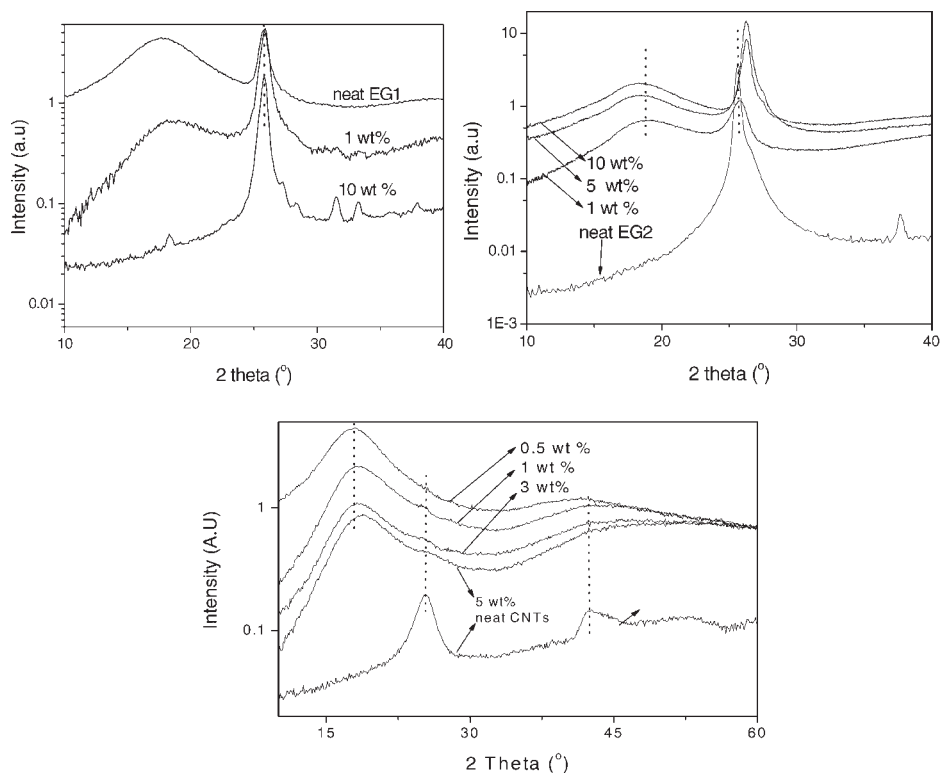 Intensity (a.u)
1
0.1
0.01
neat EG1
1 wt%
10 wt %
10
20
30
40
2 theta (°)
Intensity (a.u)
10
1
0.1
0.01
1E-3
10 wt%
5 wt%
1 wt %
neat EG2
10
20
30
40
2 theta (°)
Intensity (A.U)
1
0.1
0.5 wt %
1 wt %
3 wt%
5 wt%
neat CNTs
15
30
45
60
2 Theta (°)